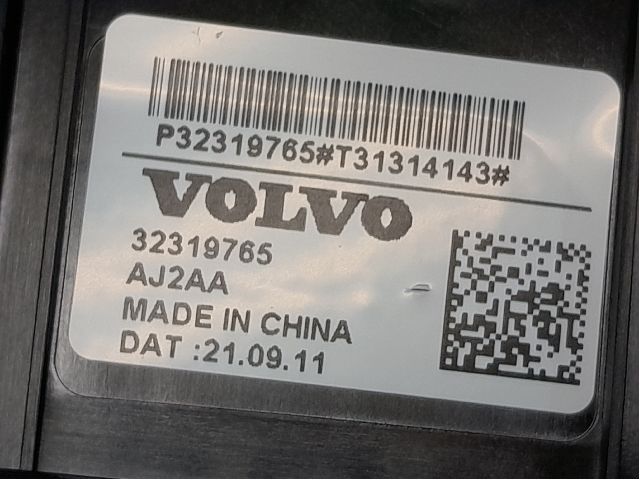 P32319765#T31314143#
VOLVO
32319765
AJ2AA
MADE IN CHINA
DAT :21.09.11